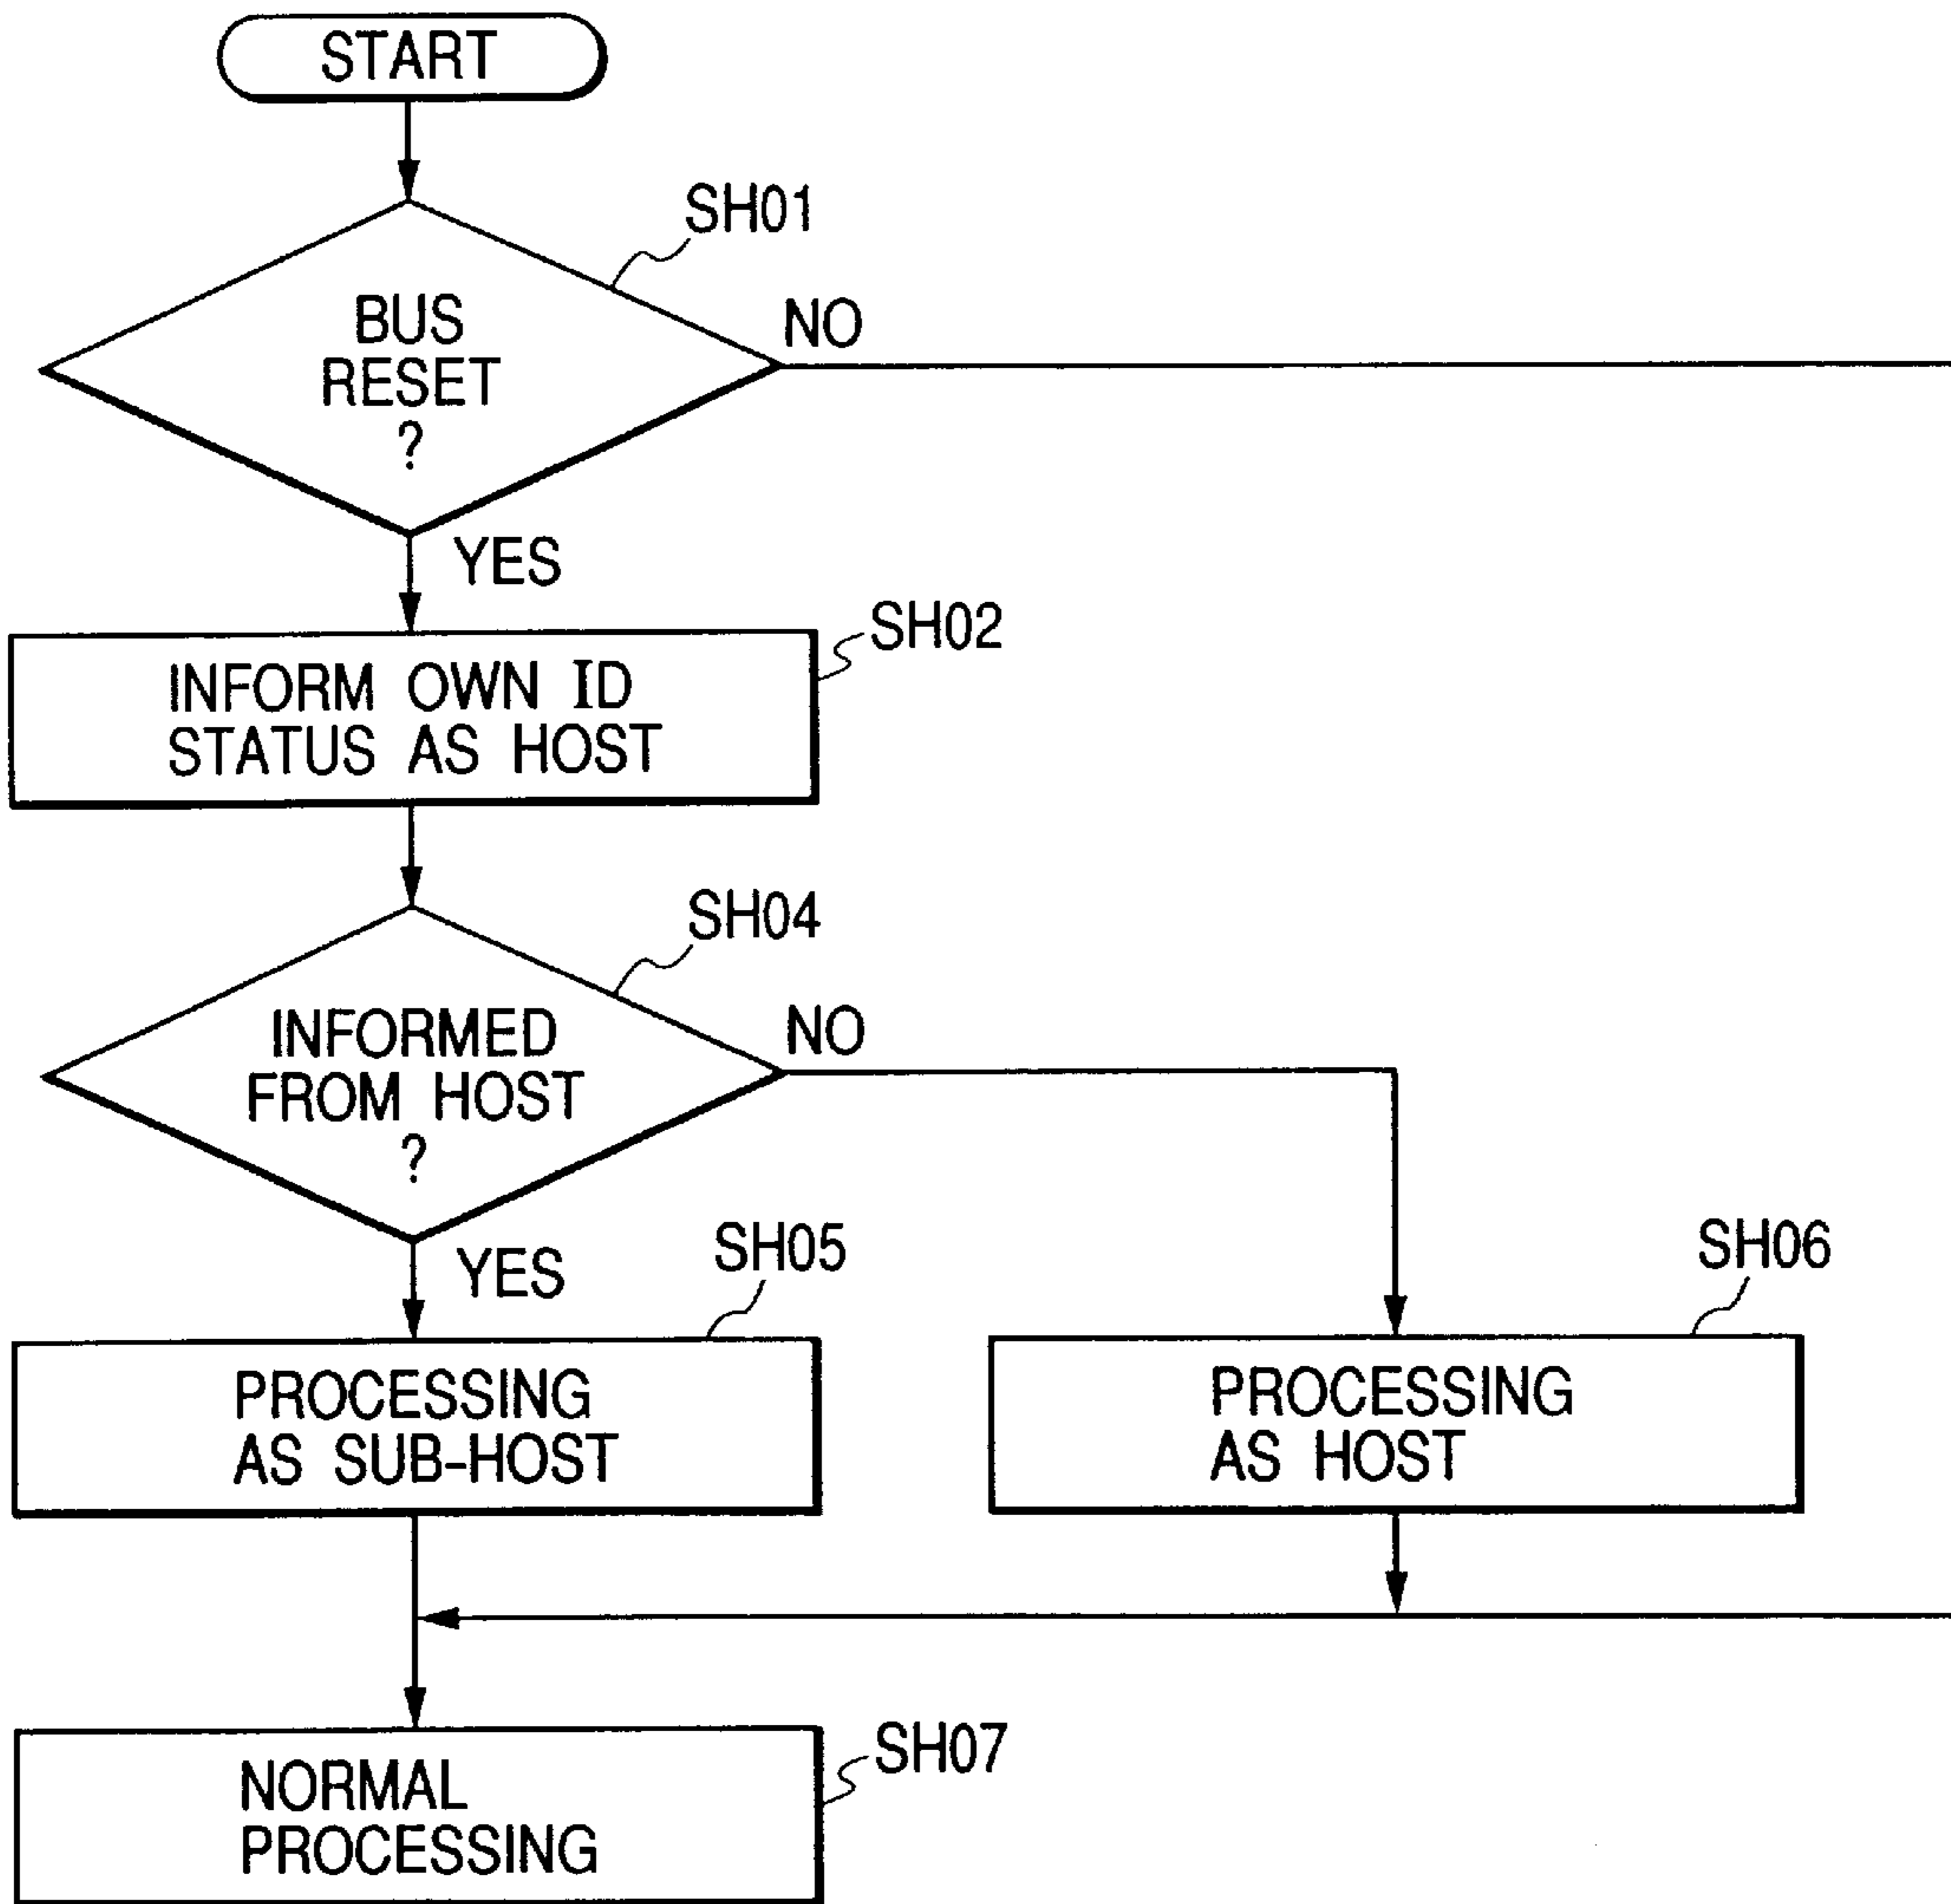 START
SH01
BUS
RESET
?
NO
YES
SH02
INFORM OWN ID
STATUS AS HOST
SH04
INFORMED
FROM HOST
?
NO
YES
SH05
SH06
PROCESSING
AS SUB-HOST
PROCESSING
AS HOST
SH07
NORMAL
PROCESSING